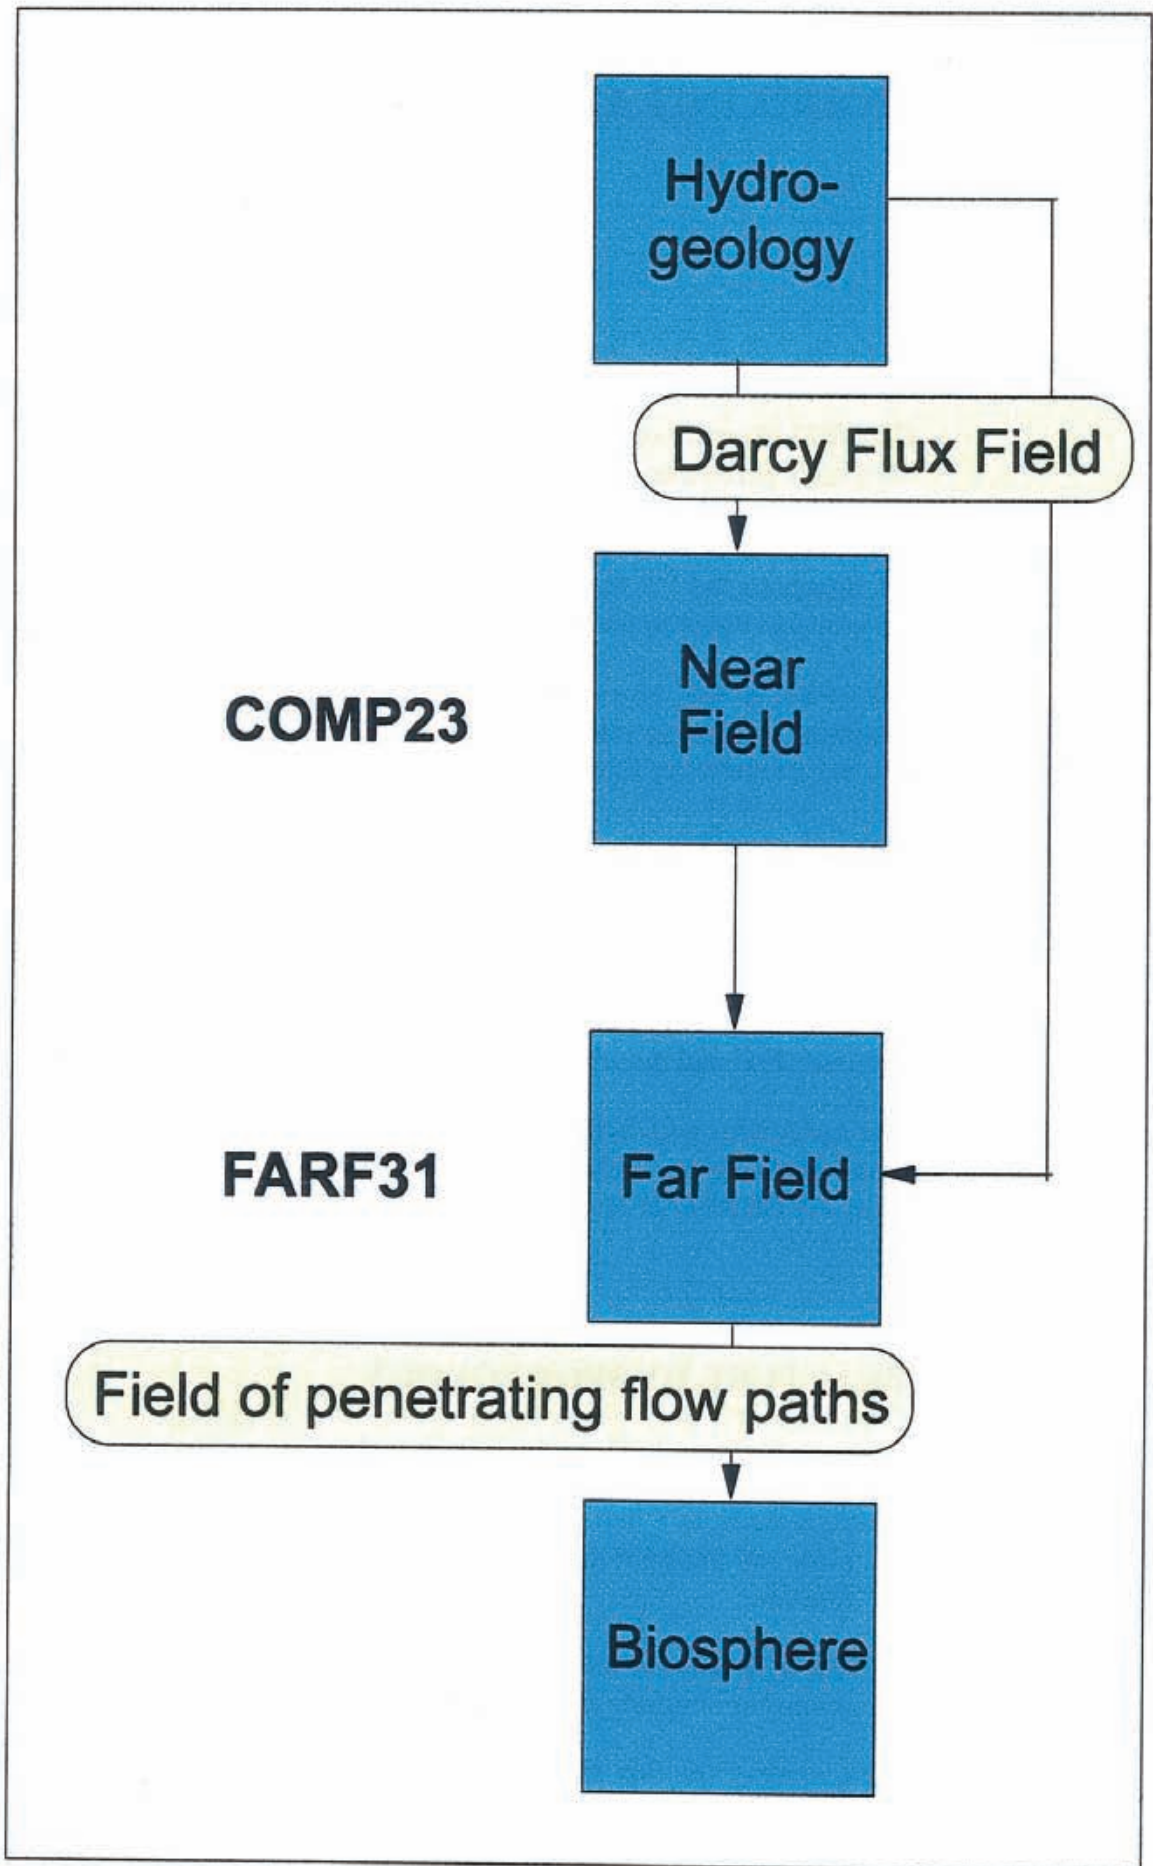 Hydro-
geology
Darcy Flux Field
COMP23
Near
Field
FARF31
Far Field
Field of penetrating flow paths
Biosphere